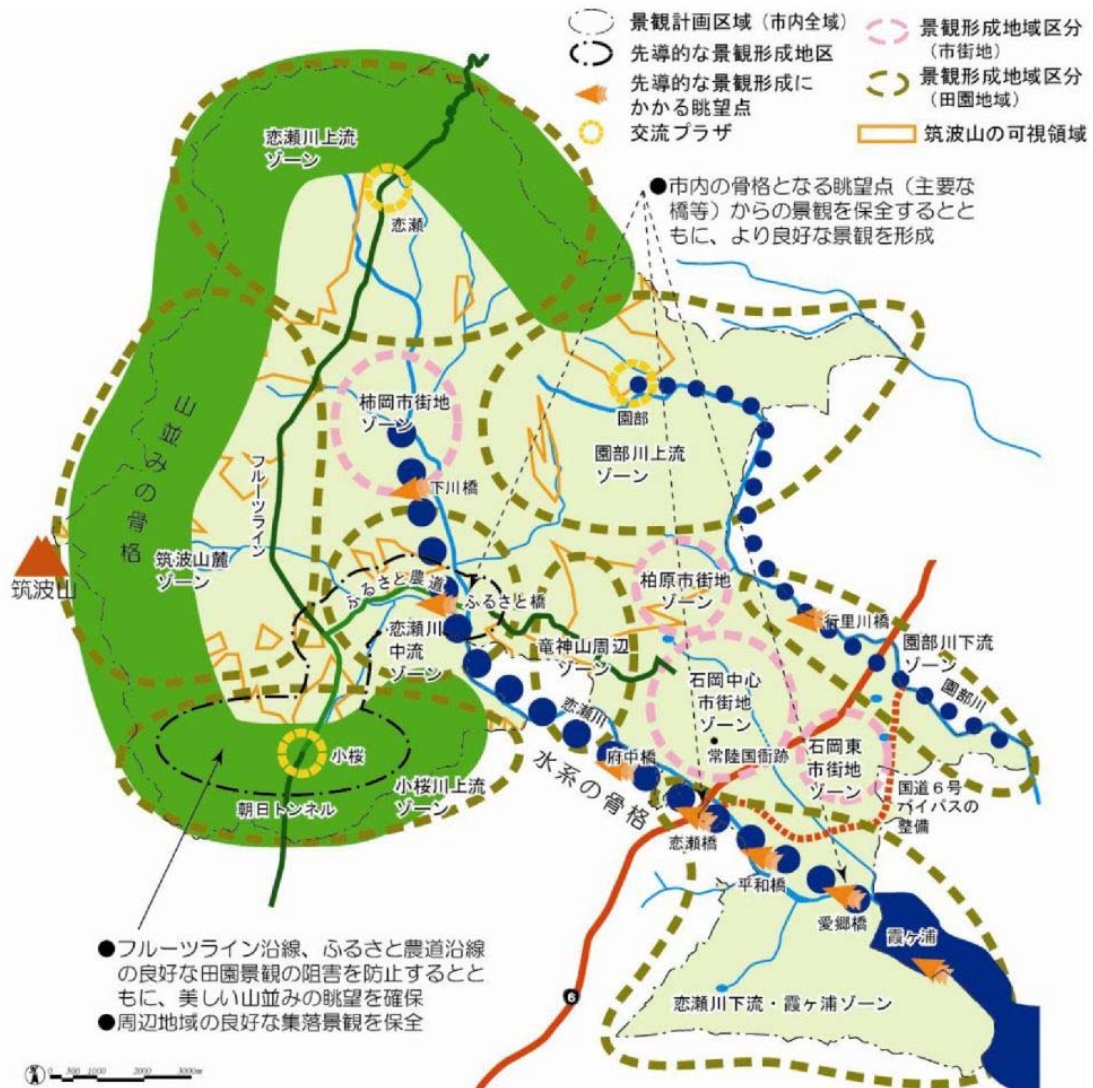 景観計画区域（市内全域）
先導的な景観形成地区
先導的な景観形成に
かかる眺望点
交流プラザ
景観形成地域区分
（市街地）
景観形成地域区分
（田園地域）
筑波山の可視領域
●市内の骨格となる眺望点（主要な
橋等）からの景観を保全するとと
もに、より良好な景観を形成
恋瀬川上流
ゾーン
恋瀬
山並みの骨格
フルーツライン
柿岡市街地
ゾーン
下川橋
園部
園部川上流
ゾーン
筑波山
筑波山麓
ゾーン
ふるさと農道
ふるさと橋
恋瀬川
中流
ゾーン
柏原市街地
ゾーン
竜神山周辺
ゾーン
行里川橋
園部川下流
ゾーン
園部川
石岡中心
市街地
ゾーン
常陸国衙跡
石岡東
市街地
ゾーン
国道６号
バイパスの
整備
恋瀬川
水系の骨格
府中橋
恋瀬橋
平和橋
愛郷橋
霞ヶ浦
恋瀬川下流・霞ヶ浦ゾーン
小桜
小桜川上流
ゾーン
朝日トンネル
6
●フルーツライン沿線、ふるさと農道沿線
の良好な田園景観の阻害を防止するとと
もに、美しい山並みの眺望を確保
●周辺地域の良好な集落景観を保全
0 500 1000 2000 3000m